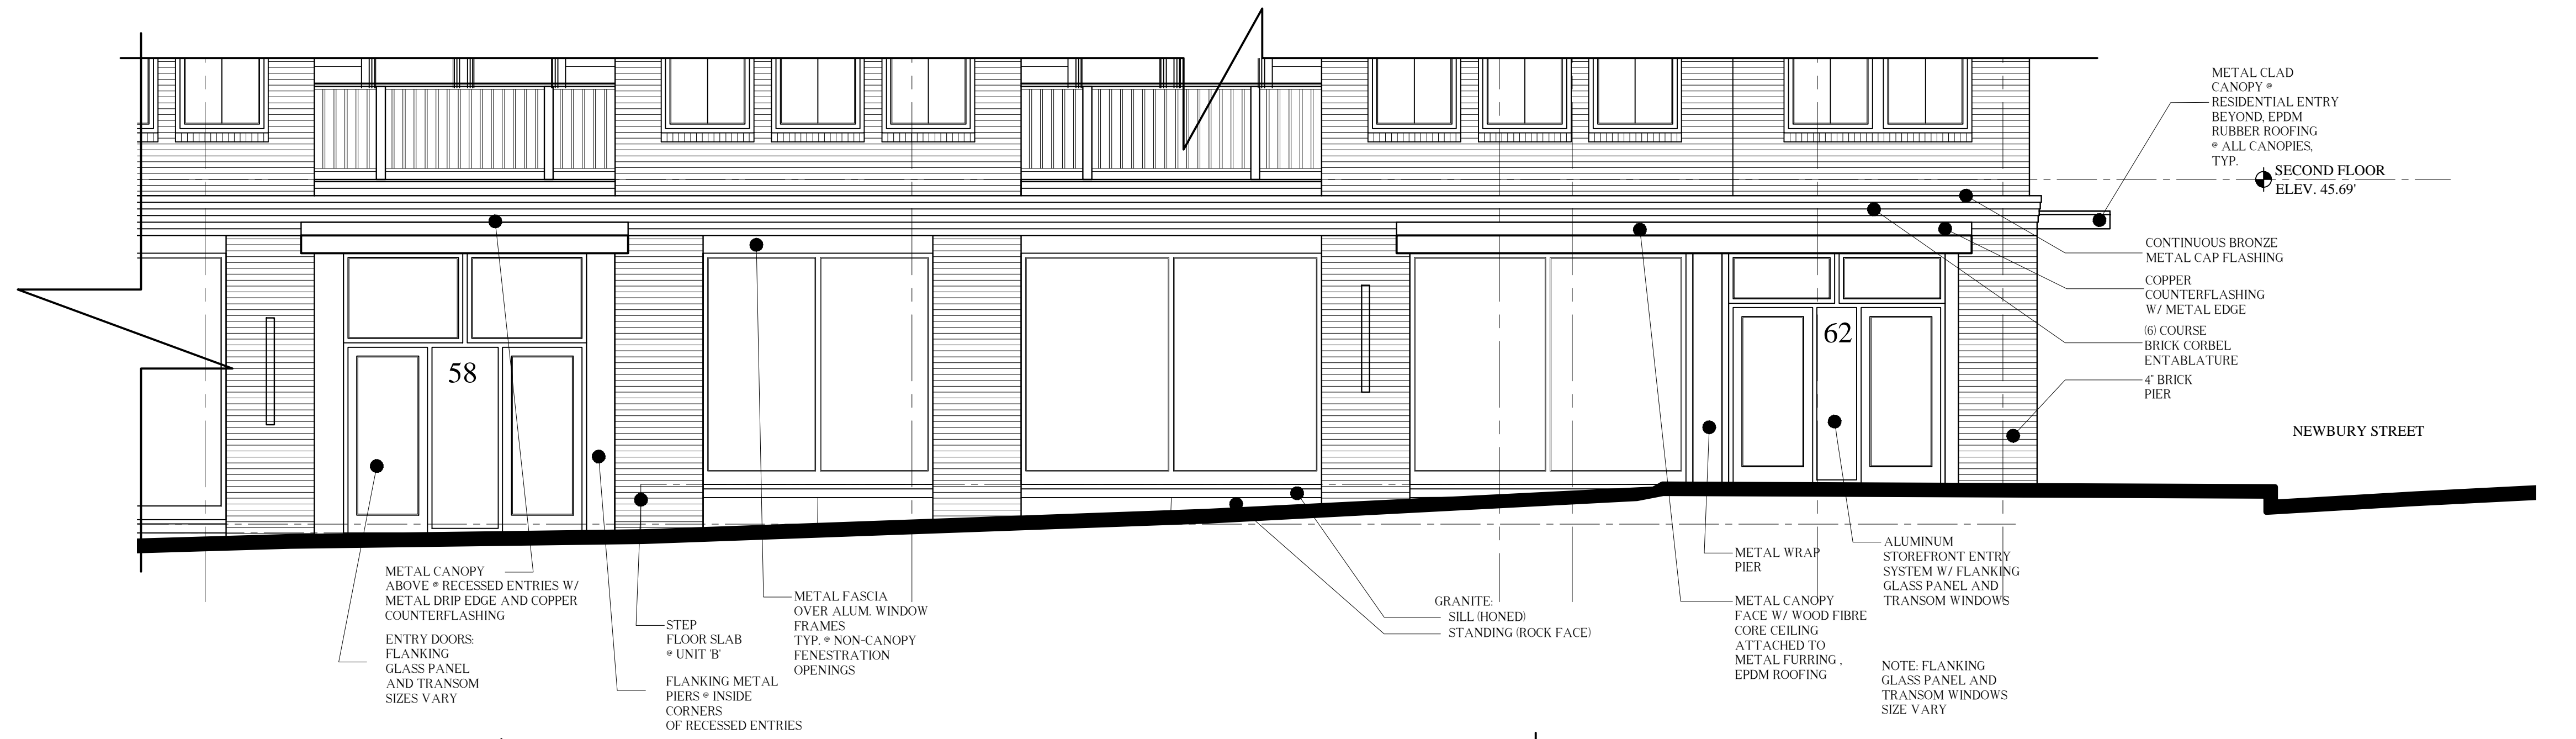 METAL CLAD
CANOPY @
RESIDENTIAL ENTRY
BEYOND, EPDM
RUBBER ROOFING
@ ALL CANOPIES,
TYP.
SECOND FLOOR
ELEV. 45.69'
CONTINUOUS BRONZE
METAL CAP FLASHING
COPPER
COUNTERFLASHING
W/ METAL EDGE
(6) COURSE
BRICK CORBEL
ENTABLATURE
4" BRICK
PIER
NEWBURY STREET
58
62
METAL CANOPY
ABOVE @ RECESSED ENTRIES W/
METAL DRIP EDGE AND COPPER
COUNTERFLASHING
ENTRY DOORS:
FLANKING
GLASS PANEL
AND TRANSOM
SIZES VARY
STEP
FLOOR SLAB
@ UNIT 'B'
FLANKING METAL
PIERS @ INSIDE
CORNERS
OF RECESSED ENTRIES
METAL FASCIA
OVER ALUM. WINDOW
FRAMES
TYP. @ NON-CANOPY
FENESTRATION
OPENINGS
GRANITE:
SILL (HONED)
STANDING (ROCK FACE)
METAL WRAP
PIER
METAL CANOPY
FACE W/ WOOD FIBRE
CORE CEILING
ATTACHED TO
METAL FURRING ,
EPDM ROOFING
ALUMINUM
STOREFRONT ENTRY
SYSTEM W/ FLANKING
GLASS PANEL AND
TRANSOM WINDOWS
NOTE: FLANKING
GLASS PANEL AND
TRANSOM WINDOWS
SIZE VARY